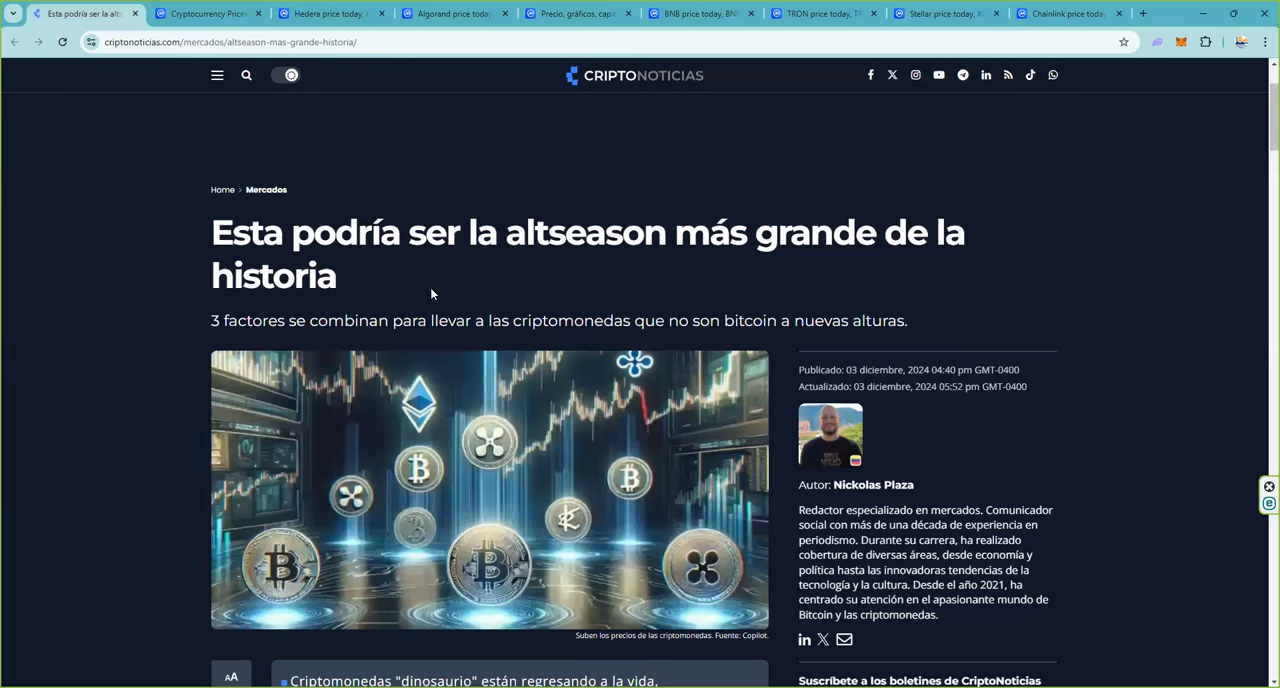 Esta podría ser la alts
Cryptocurrency Price
Hedera price today, H
Algorand price today
Precio, gráficos, capit
BNB price today, BNB
TRON price today, T
Stellar price today, X
Chainlink price today
criptonoticias.com/mercados/altseason-mas-grande-historia/
CRIPTONOTICIAS
Home › Mercados
Esta podría ser la altseason más grande de la
historia
3 factores se combinan para llevar a las criptomonedas que no son bitcoin a nuevas alturas.
Publicado: 03 diciembre, 2024 04:40 pm GMT-0400
Actualizado: 03 diciembre, 2024 05:52 pm GMT-0400
Autor: Nickolas Plaza
Redactor especializado en mercados. Comunicador
social con más de una década de experiencia en
periodismo. Durante su carrera, ha realizado
cobertura de diversas áreas, desde economía y
política hasta las innovadoras tendencias de la
tecnología y la cultura. Desde el año 2021, ha
centrado su atención en el apasionante mundo de
Bitcoin y las criptomonedas.
Suben los precios de las criptomonedas. Fuente: Copilot.
AA
Criptomonedas "dinosaurio" están regresando a la vida.
Suscríbete a los boletines de CriptoNoticias